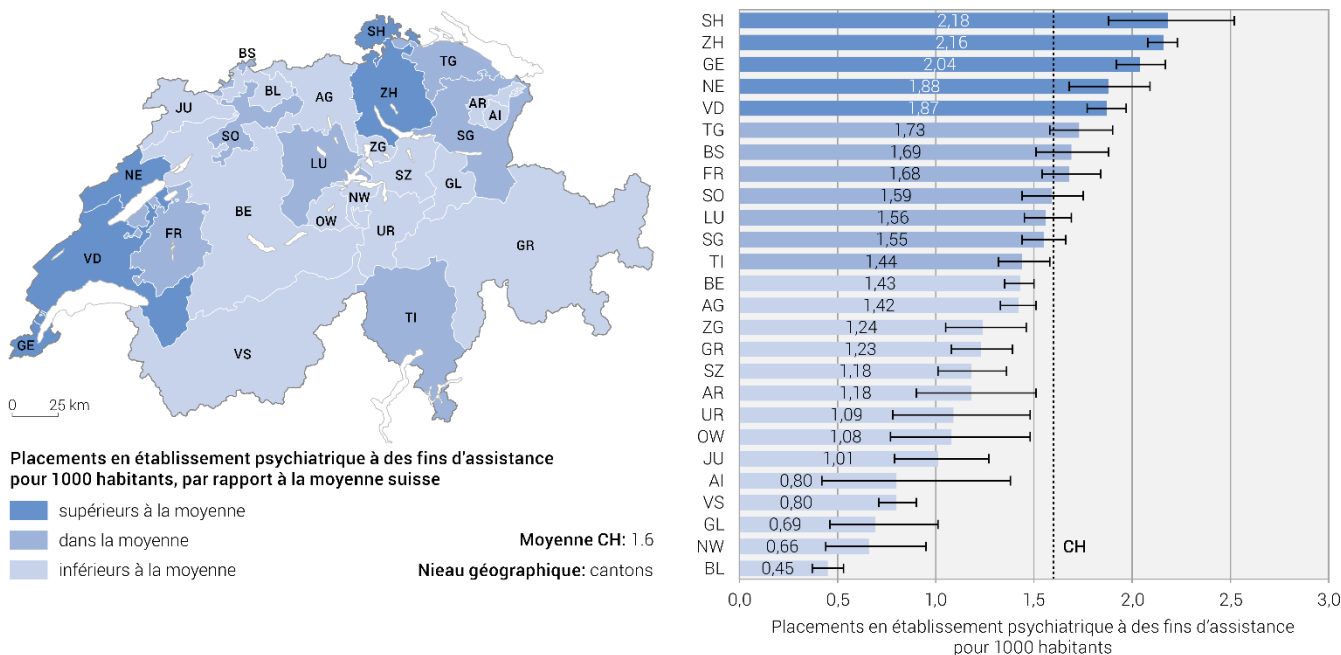 SH
BS
TG
BL
AG
ZH
JU
AR
AI
SO
SG
ZG
LU
NE
SZ
NW
GL
BE
OW
FR
UR
GR
VD
TI
GE
VS
0 25 km
Placements en établissement psychiatrique à des fins d'assistance
pour 1000 habitants, par rapport à la moyenne suisse
supérieurs à la moyenne
dans la moyenne
inférieurs à la moyenne
Moyenne CH: 1.6
Nieau géographique: cantons
SH 2,18
ZH 2,16
GE 2,04
NE 1,88
VD 1,87
TG 1,73
BS 1,69
FR 1,68
SO 1,59
LU 1,56
SG 1,55
TI 1,44
BE 1,43
AG 1,42
ZG 1,24
GR 1,23
SZ 1,18
AR 1,18
UR 1,09
OW 1,08
JU 1,01
AI 0,80
VS 0,80
GL 0,69
NW 0,66
CH
BL 0,45
0,0 0,5 1,0 1,5 2,0 2,5 3,0
Placements en établissement psychiatrique à des fins d'assistance
pour 1000 habitants